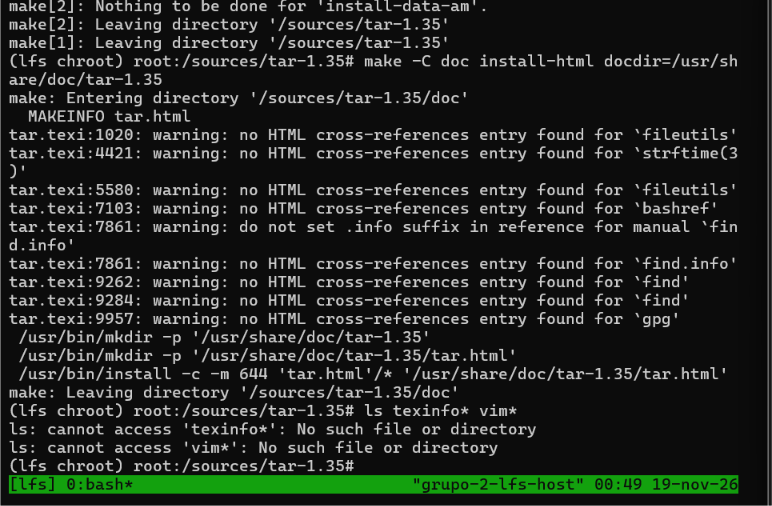 make[2]: Nothing to be done for 'install-data-am'.
make[2]: Leaving directory '/sources/tar-1.35'
make[1]: Leaving directory '/sources/tar-1.35'
(lfs chroot) root:/sources/tar-1.35# make -C doc install-html docdir=/usr/sh
are/doc/tar-1.35
make: Entering directory '/sources/tar-1.35/doc'
  MAKEINFO tar.html
tar.texi:1020: warning: no HTML cross-references entry found for `fileutils'
tar.texi:4421: warning: no HTML cross-references entry found for `strftime(3
)'
tar.texi:5580: warning: no HTML cross-references entry found for `fileutils'
tar.texi:7103: warning: no HTML cross-references entry found for `bashref'
tar.texi:7861: warning: do not set .info suffix in reference for manual `fin
d.info'
tar.texi:7861: warning: no HTML cross-references entry found for `find.info'
tar.texi:9262: warning: no HTML cross-references entry found for `find'
tar.texi:9284: warning: no HTML cross-references entry found for `find'
tar.texi:9957: warning: no HTML cross-references entry found for `gpg'
 /usr/bin/mkdir -p '/usr/share/doc/tar-1.35'
 /usr/bin/mkdir -p '/usr/share/doc/tar-1.35/tar.html'
 /usr/bin/install -c -m 644 'tar.html'/* '/usr/share/doc/tar-1.35/tar.html'
make: Leaving directory '/sources/tar-1.35/doc'
(lfs chroot) root:/sources/tar-1.35# ls texinfo* vim*
ls: cannot access 'texinfo*': No such file or directory
ls: cannot access 'vim*': No such file or directory
(lfs chroot) root:/sources/tar-1.35#
[lfs] 0:bash* "grupo-2-lfs-host" 00:49 19-nov-26